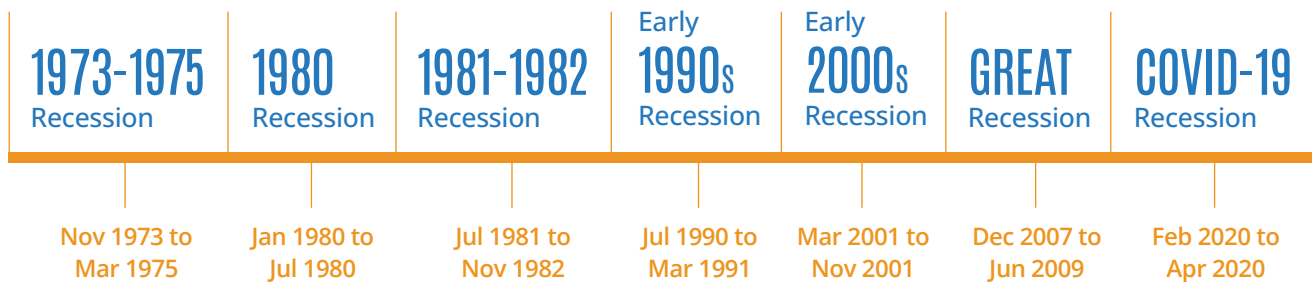 1973-1975
Recession
1980
Recession
1981-1982
Recession
Early
1990s
Recession
Early
2000s
Recession
GREAT
Recession
COVID-19
Recession
Nov 1973 to
Mar 1975
Jan 1980 to
Jul 1980
Jul 1981 to
Nov 1982
Jul 1990 to
Mar 1991
Mar 2001 to
Nov 2001
Dec 2007 to
Jun 2009
Feb 2020 to
Apr 2020